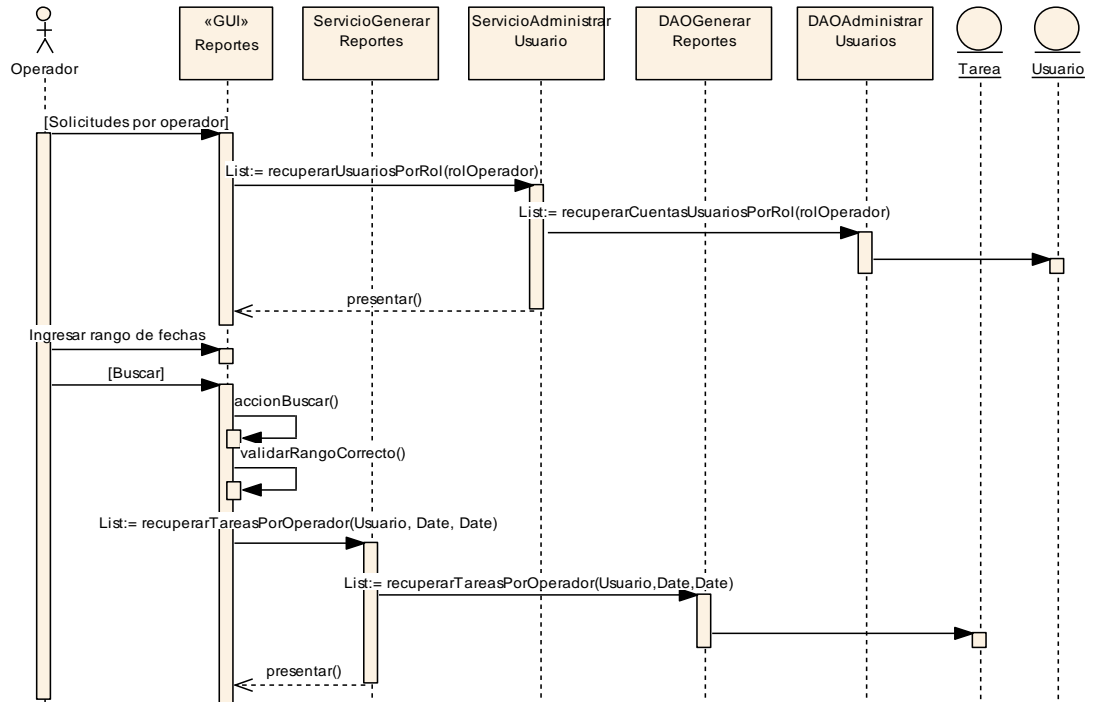 «GUI»
Reportes
ServicioGenerar
Reportes
ServicioAdministrar
Usuario
DAOGenerar
Reportes
DAOAdministrar
Usuarios
Operador
Tarea
Usuario
[Solicitudes por operador]
List:= recuperarUsuariosPorRol(rolOperador)
List:= recuperarCuentasUsuariosPorRol(rolOperador)
presentar()
Ingresar rango de fechas
[Buscar]
accionBuscar()
validarRangoCorrecto()
List:= recuperarTareasPorOperador(Usuario, Date, Date)
List:= recuperarTareasPorOperador(Usuario,Date,Date)
presentar()